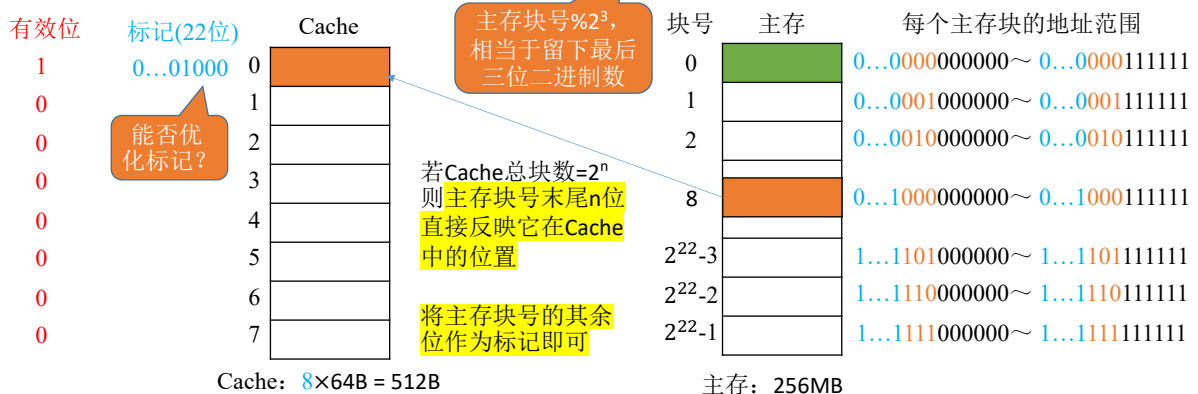 主存块号%2³，
相当于留下最后
三位二进制数
有效位 标记(22位) Cache
块号 主存 每个主存块的地址范围
1 0…01000 0
0 0…0000000000～ 0…0000111111
0 1
1 0…0001000000～ 0…0001111111
能否优
化标记？
0 2
2 0…0010000000～ 0…0010111111
0 3
若Cache总块数=2ⁿ
则主存块号末尾n位
直接反映它在Cache
中的位置
8 0…1000000000～ 0…1000111111
0 4
0 5
2²²-3 1…1101000000～ 1…1101111111
0 6
2²²-2 1…1110000000～ 1…1110111111
将主存块号的其余
位作为标记即可
0 7
2²²-1 1…1111000000～ 1…1111111111
Cache：8×64B = 512B
主存：256MB